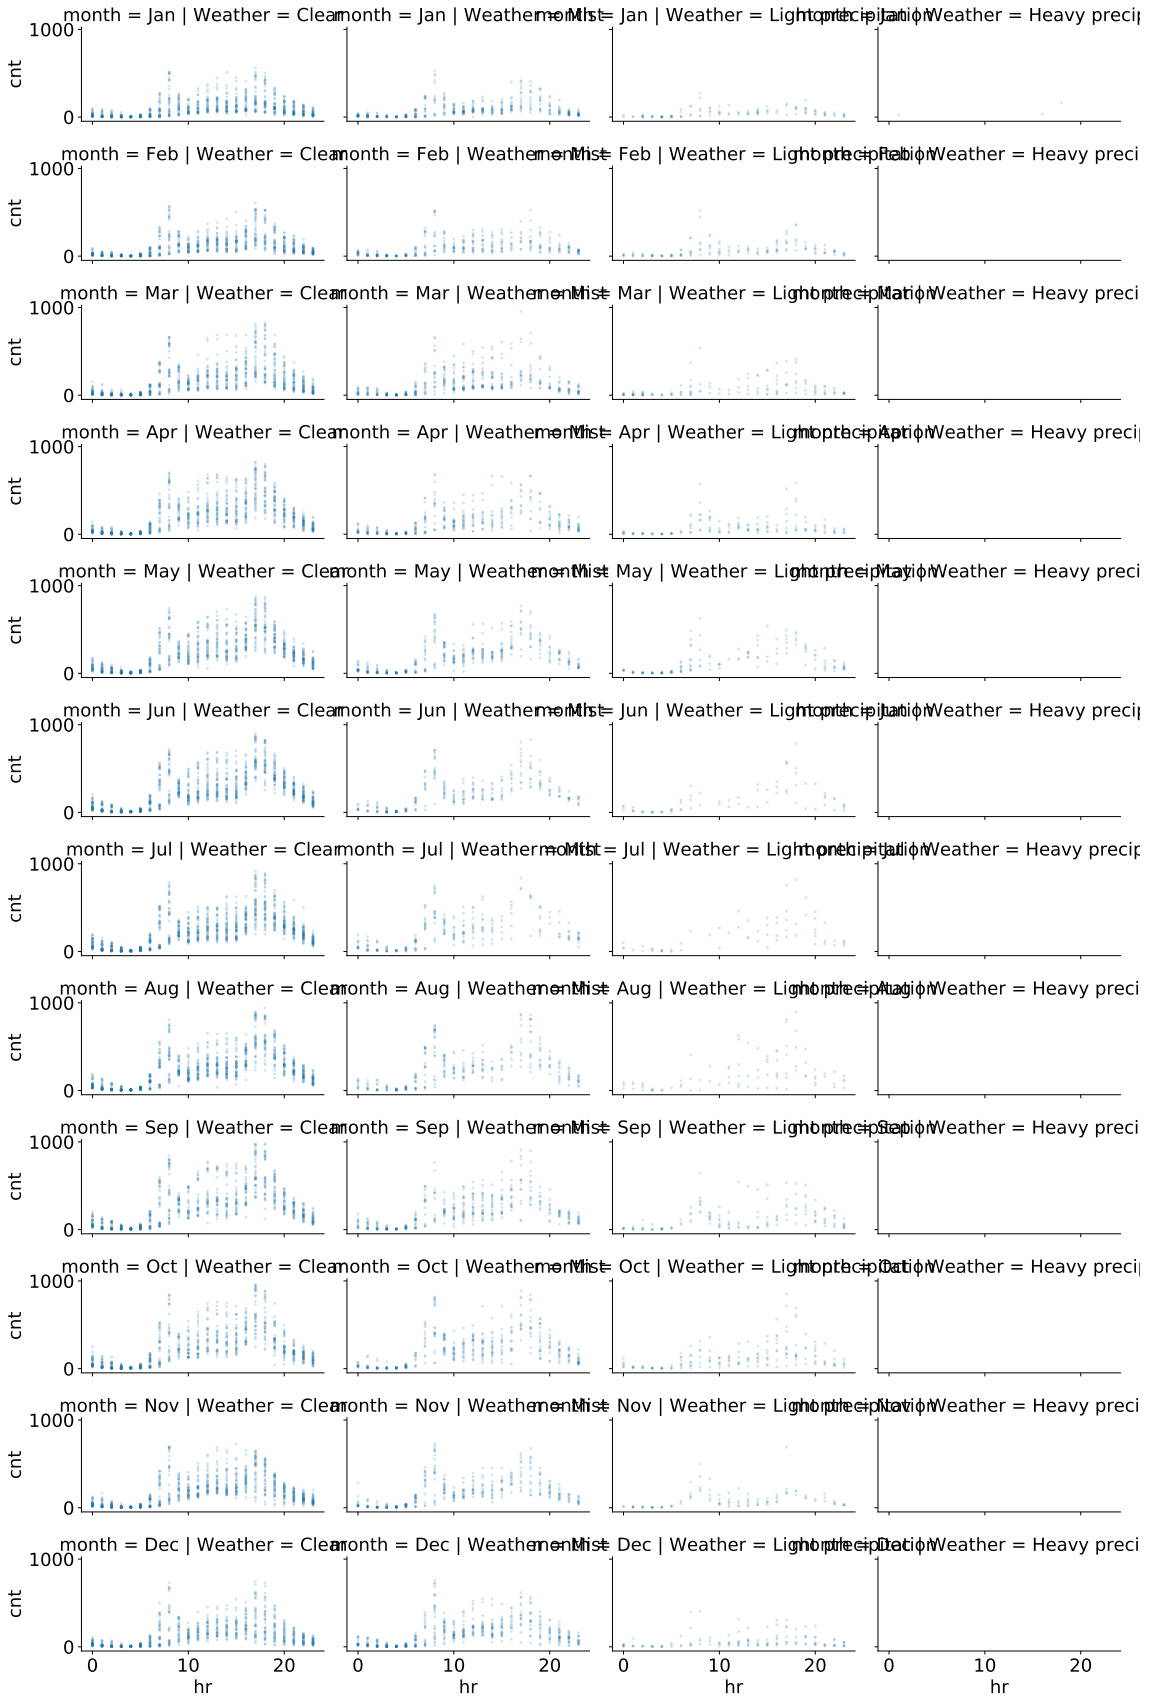 month = Jan | Weather = Clear month = Jan | Weather = Mist month = Jan | Weather = Light precipitation month = Jan | Weather = Heavy precip
1000
cnt
0
month = Feb | Weather = Clear month = Feb | Weather = Mist month = Feb | Weather = Light precipitation month = Feb | Weather = Heavy preci
1000
cnt
0
month = Mar | Weather = Clear month = Mar | Weather = Mist month = Mar | Weather = Light precipitation month = Mar | Weather = Heavy preci
1000
cnt
0
month = Apr | Weather = Clear month = Apr | Weather = Mist month = Apr | Weather = Light precipitation month = Apr | Weather = Heavy precip
1000
cnt
0
month = May | Weather = Clear month = May | Weather = Mist month = May | Weather = Light precipitation month = May | Weather = Heavy preci
1000
cnt
0
month = Jun | Weather = Clear month = Jun | Weather = Mist month = Jun | Weather = Light precipitation month = Jun | Weather = Heavy precip
1000
cnt
0
month = Jul | Weather = Clear month = Jul | Weather = Mist month = Jul | Weather = Light precipitation month = Jul | Weather = Heavy precip
1000
cnt
0
month = Aug | Weather = Clear month = Aug | Weather = Mist month = Aug | Weather = Light precipitation month = Aug | Weather = Heavy preci
1000
cnt
0
month = Sep | Weather = Clear month = Sep | Weather = Mist month = Sep | Weather = Light precipitation month = Sep | Weather = Heavy preci
1000
cnt
0
month = Oct | Weather = Clear month = Oct | Weather = Mist month = Oct | Weather = Light precipitation month = Oct | Weather = Heavy precip
1000
cnt
0
month = Nov | Weather = Clear month = Nov | Weather = Mist month = Nov | Weather = Light precipitation month = Nov | Weather = Heavy preci
1000
cnt
0
month = Dec | Weather = Clear month = Dec | Weather = Mist month = Dec | Weather = Light precipitation month = Dec | Weather = Heavy preci
1000
cnt
0
0 10 20 0 10 20 0 10 20 0 10 20
hr hr hr hr